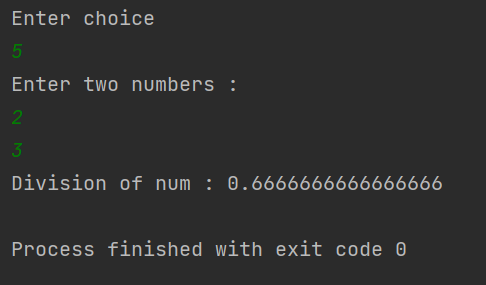 Enter choice
5
Enter two numbers :
2
3
Division of num : 0.6666666666666666
Process finished with exit code 0